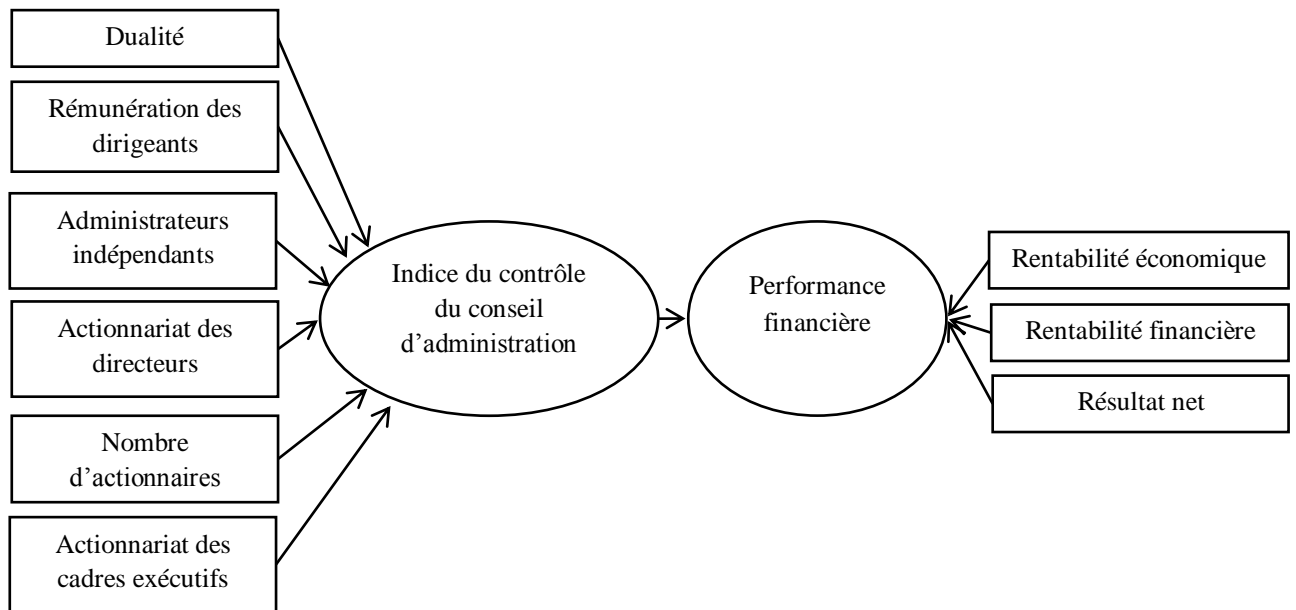 Dualité
Rémunération des
dirigeants
Administrateurs
indépendants
Actionnariat des
directeurs
Nombre
d’actionnaires
Actionnariat des
cadres exécutifs
Indice du contrôle
du conseil
d’administration
Performance
financière
Rentabilité économique
Rentabilité financière
Résultat net